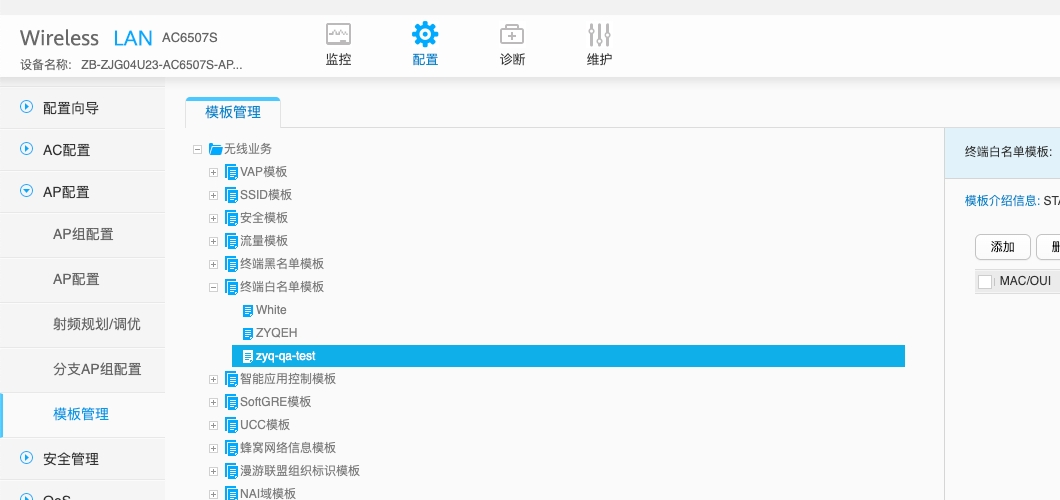 Wireless LAN AC6507S
设备名称: ZB-ZJG04U23-AC6507S-AP...
监控
配置
诊断
维护
配置向导
AC配置
AP配置
AP组配置
AP配置
射频规划/调优
分支AP组配置
模板管理
安全管理
模板管理
无线业务
VAP模板
SSID模板
安全模板
流量模板
终端黑名单模板
终端白名单模板
White
ZYQEH
zyq-qa-test
智能应用控制模板
SoftGRE模板
UCC模板
蜂窝网络信息模板
漫游联盟组织标识模板
NAI域模板
终端白名单模板:
模板介绍信息: STA
添加
MAC/OUI